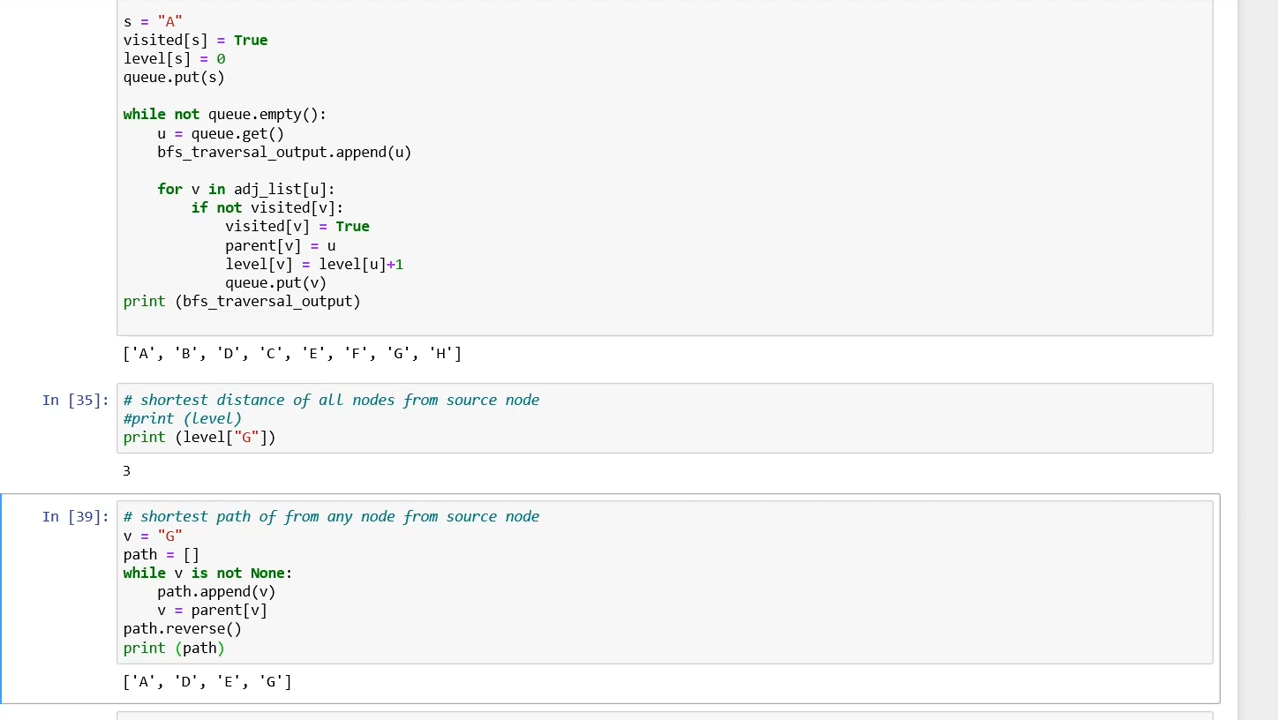 s = "A"
visited[s] = True
level[s] = 0
queue.put(s)
while not queue.empty():
    u = queue.get()
    bfs_traversal_output.append(u)
    for v in adj_list[u]:
        if not visited[v]:
            visited[v] = True
            parent[v] = u
            level[v] = level[u]+1
            queue.put(v)
print (bfs_traversal_output)
['A', 'B', 'D', 'C', 'E', 'F', 'G', 'H']
In [35]: # shortest distance of all nodes from source node
#print (level)
print (level["G"])
3
In [39]: # shortest path of from any node from source node
v = "G"
path = []
while v is not None:
    path.append(v)
    v = parent[v]
path.reverse()
print (path)
['A', 'D', 'E', 'G']